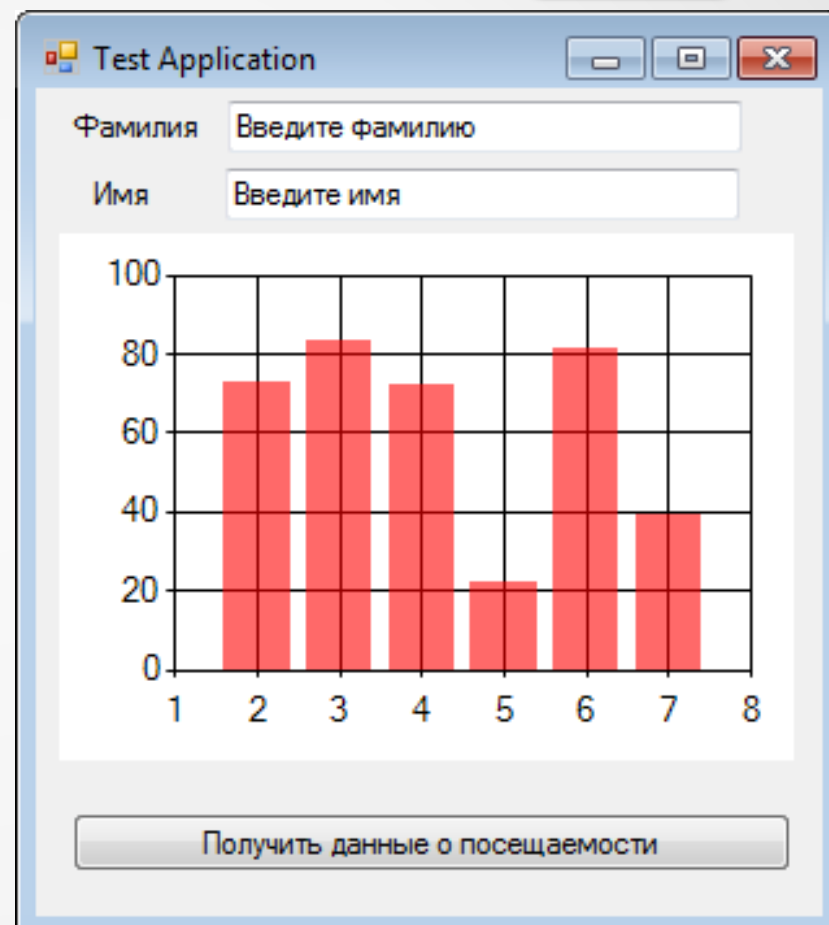 Test Application
Фамилия Введите фамилию
Имя Введите имя
100
80
60
40
20
0
1 2 3 4 5 6 7 8
Получить данные о посещаемости